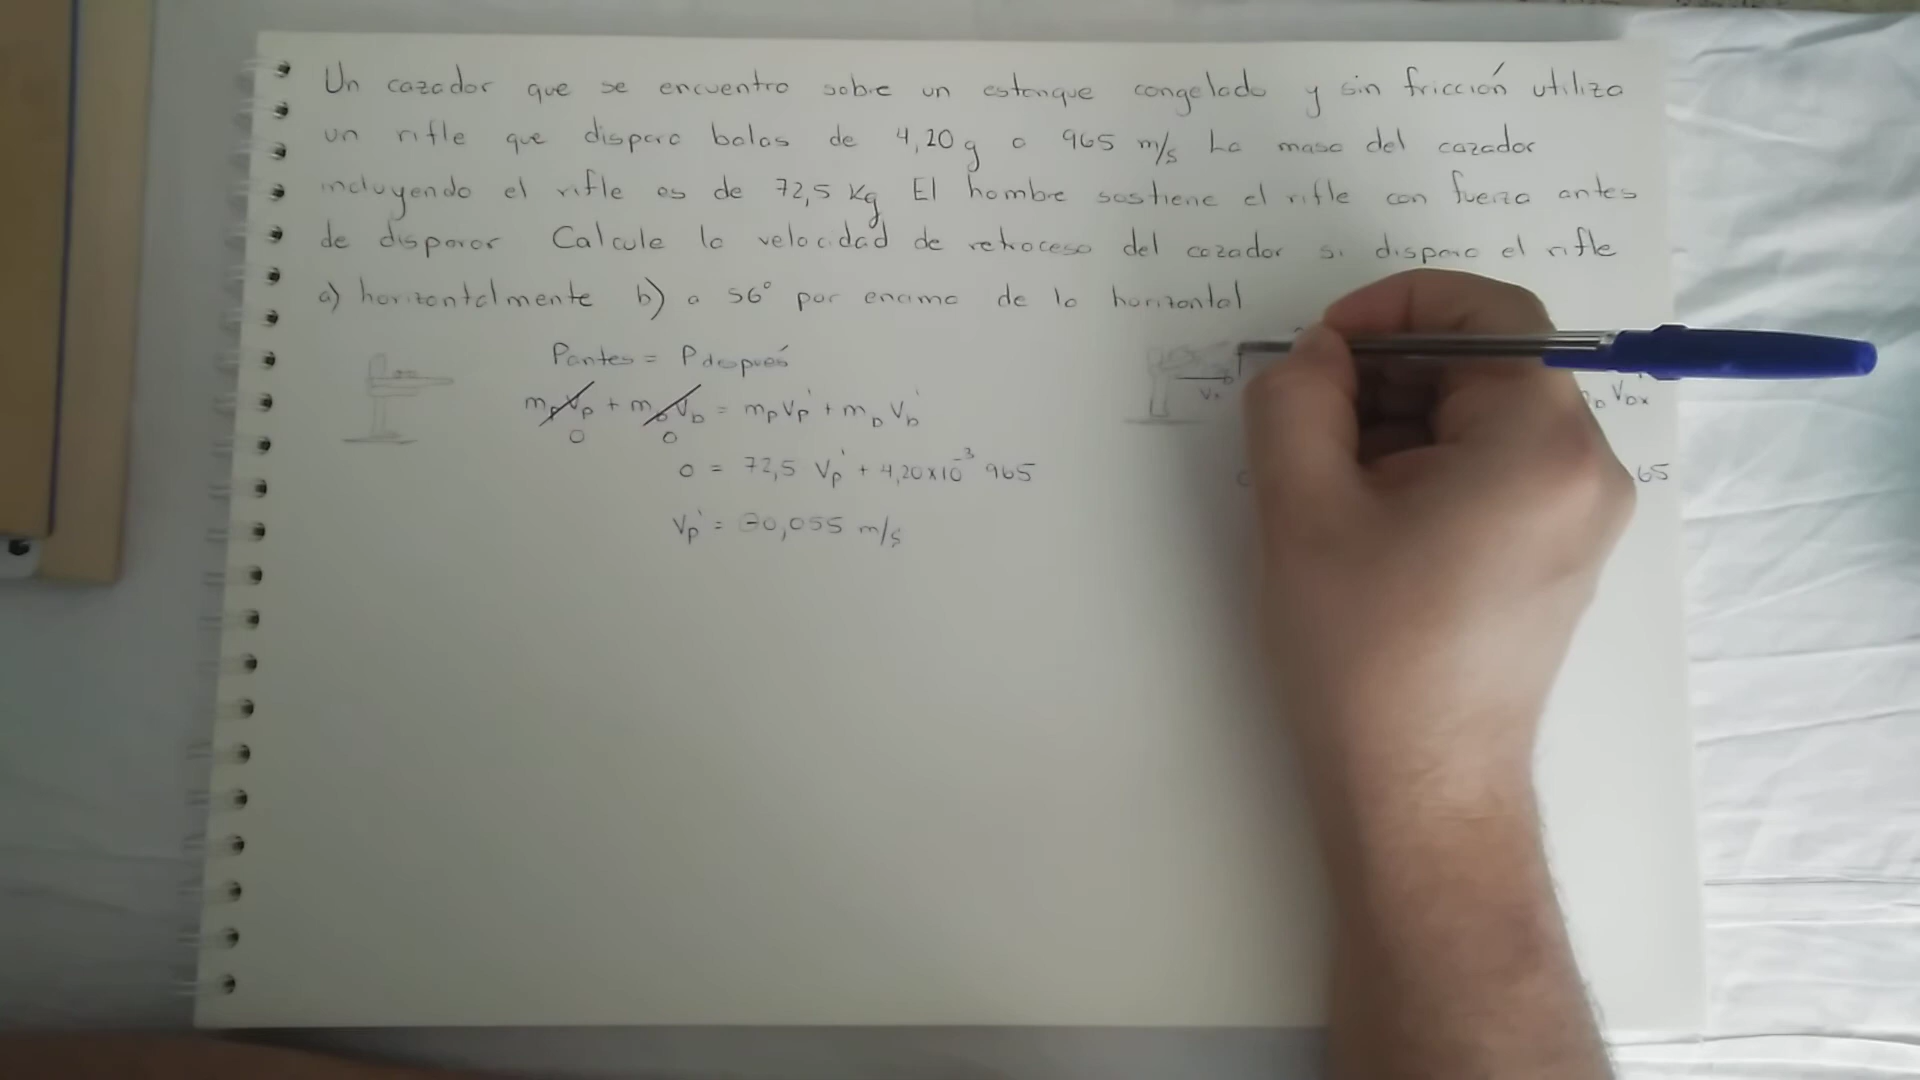 Un cazador que se encuentra sobre un estanque congelado y sin fricción utiliza
un rifle que dispara balas de 4,20 g a 965 m/s La masa del cazador
incluyendo el rifle es de 72,5 Kg El hombre sostiene el rifle con fuerza antes
de disparar Calcule la velocidad de retroceso del cazador si dispara el rifle
a) horizontalmente b) a 56° por encima de la horizontal
Pantes = Pdespués
mpVp + mbVb = mpVp' + mbVb'
0 0
0 = 72,5 Vp' + 4,20x10^-3 965
Vp' = -0,055 m/s
Vx
b Vbx
65